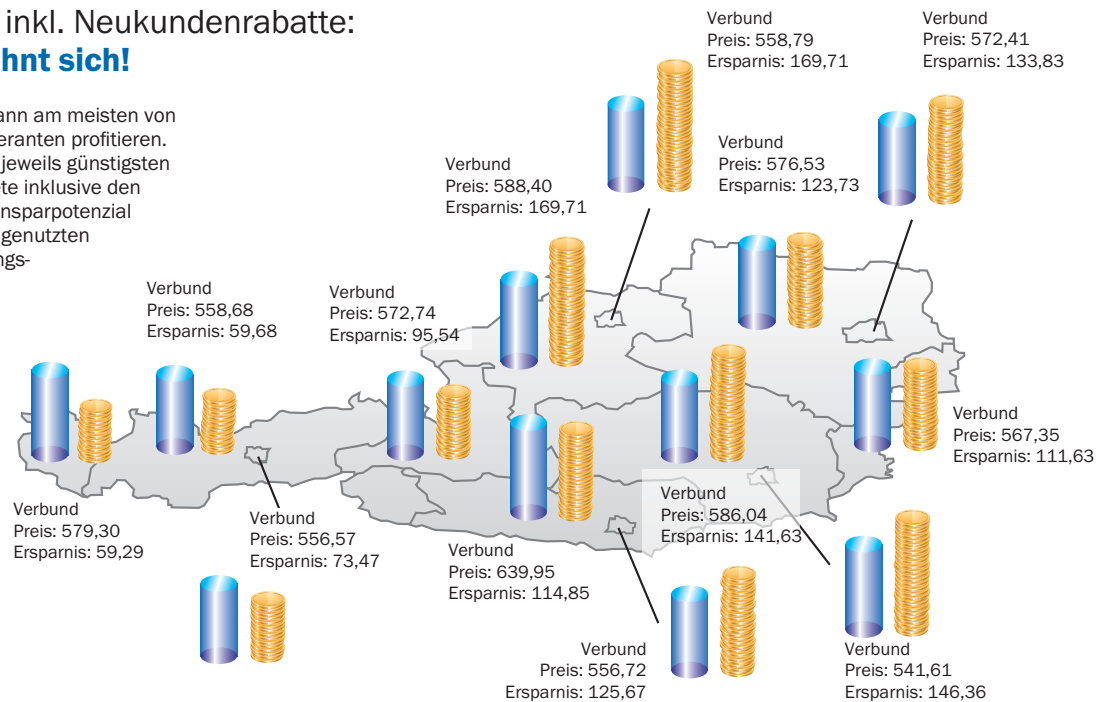 inkl. Neukundenrabatte:
hnt sich!
ann am meisten von
eranten profitieren.
jeweils günstigsten
ete inklusive den
nsparpotenzial
genutzten
ngs-
Verbund
Preis: 558,79
Ersparnis: 169,71
Verbund
Preis: 572,41
Ersparnis: 133,83
Verbund
Preis: 588,40
Ersparnis: 169,71
Verbund
Preis: 576,53
Ersparnis: 123,73
Verbund
Preis: 558,68
Ersparnis: 59,68
Verbund
Preis: 572,74
Ersparnis: 95,54
Verbund
Preis: 567,35
Ersparnis: 111,63
Verbund
Preis: 579,30
Ersparnis: 59,29
Verbund
Preis: 556,57
Ersparnis: 73,47
Verbund
Preis: 639,95
Ersparnis: 114,85
Verbund
Preis: 586,04
Ersparnis: 141,63
Verbund
Preis: 556,72
Ersparnis: 125,67
Verbund
Preis: 541,61
Ersparnis: 146,36